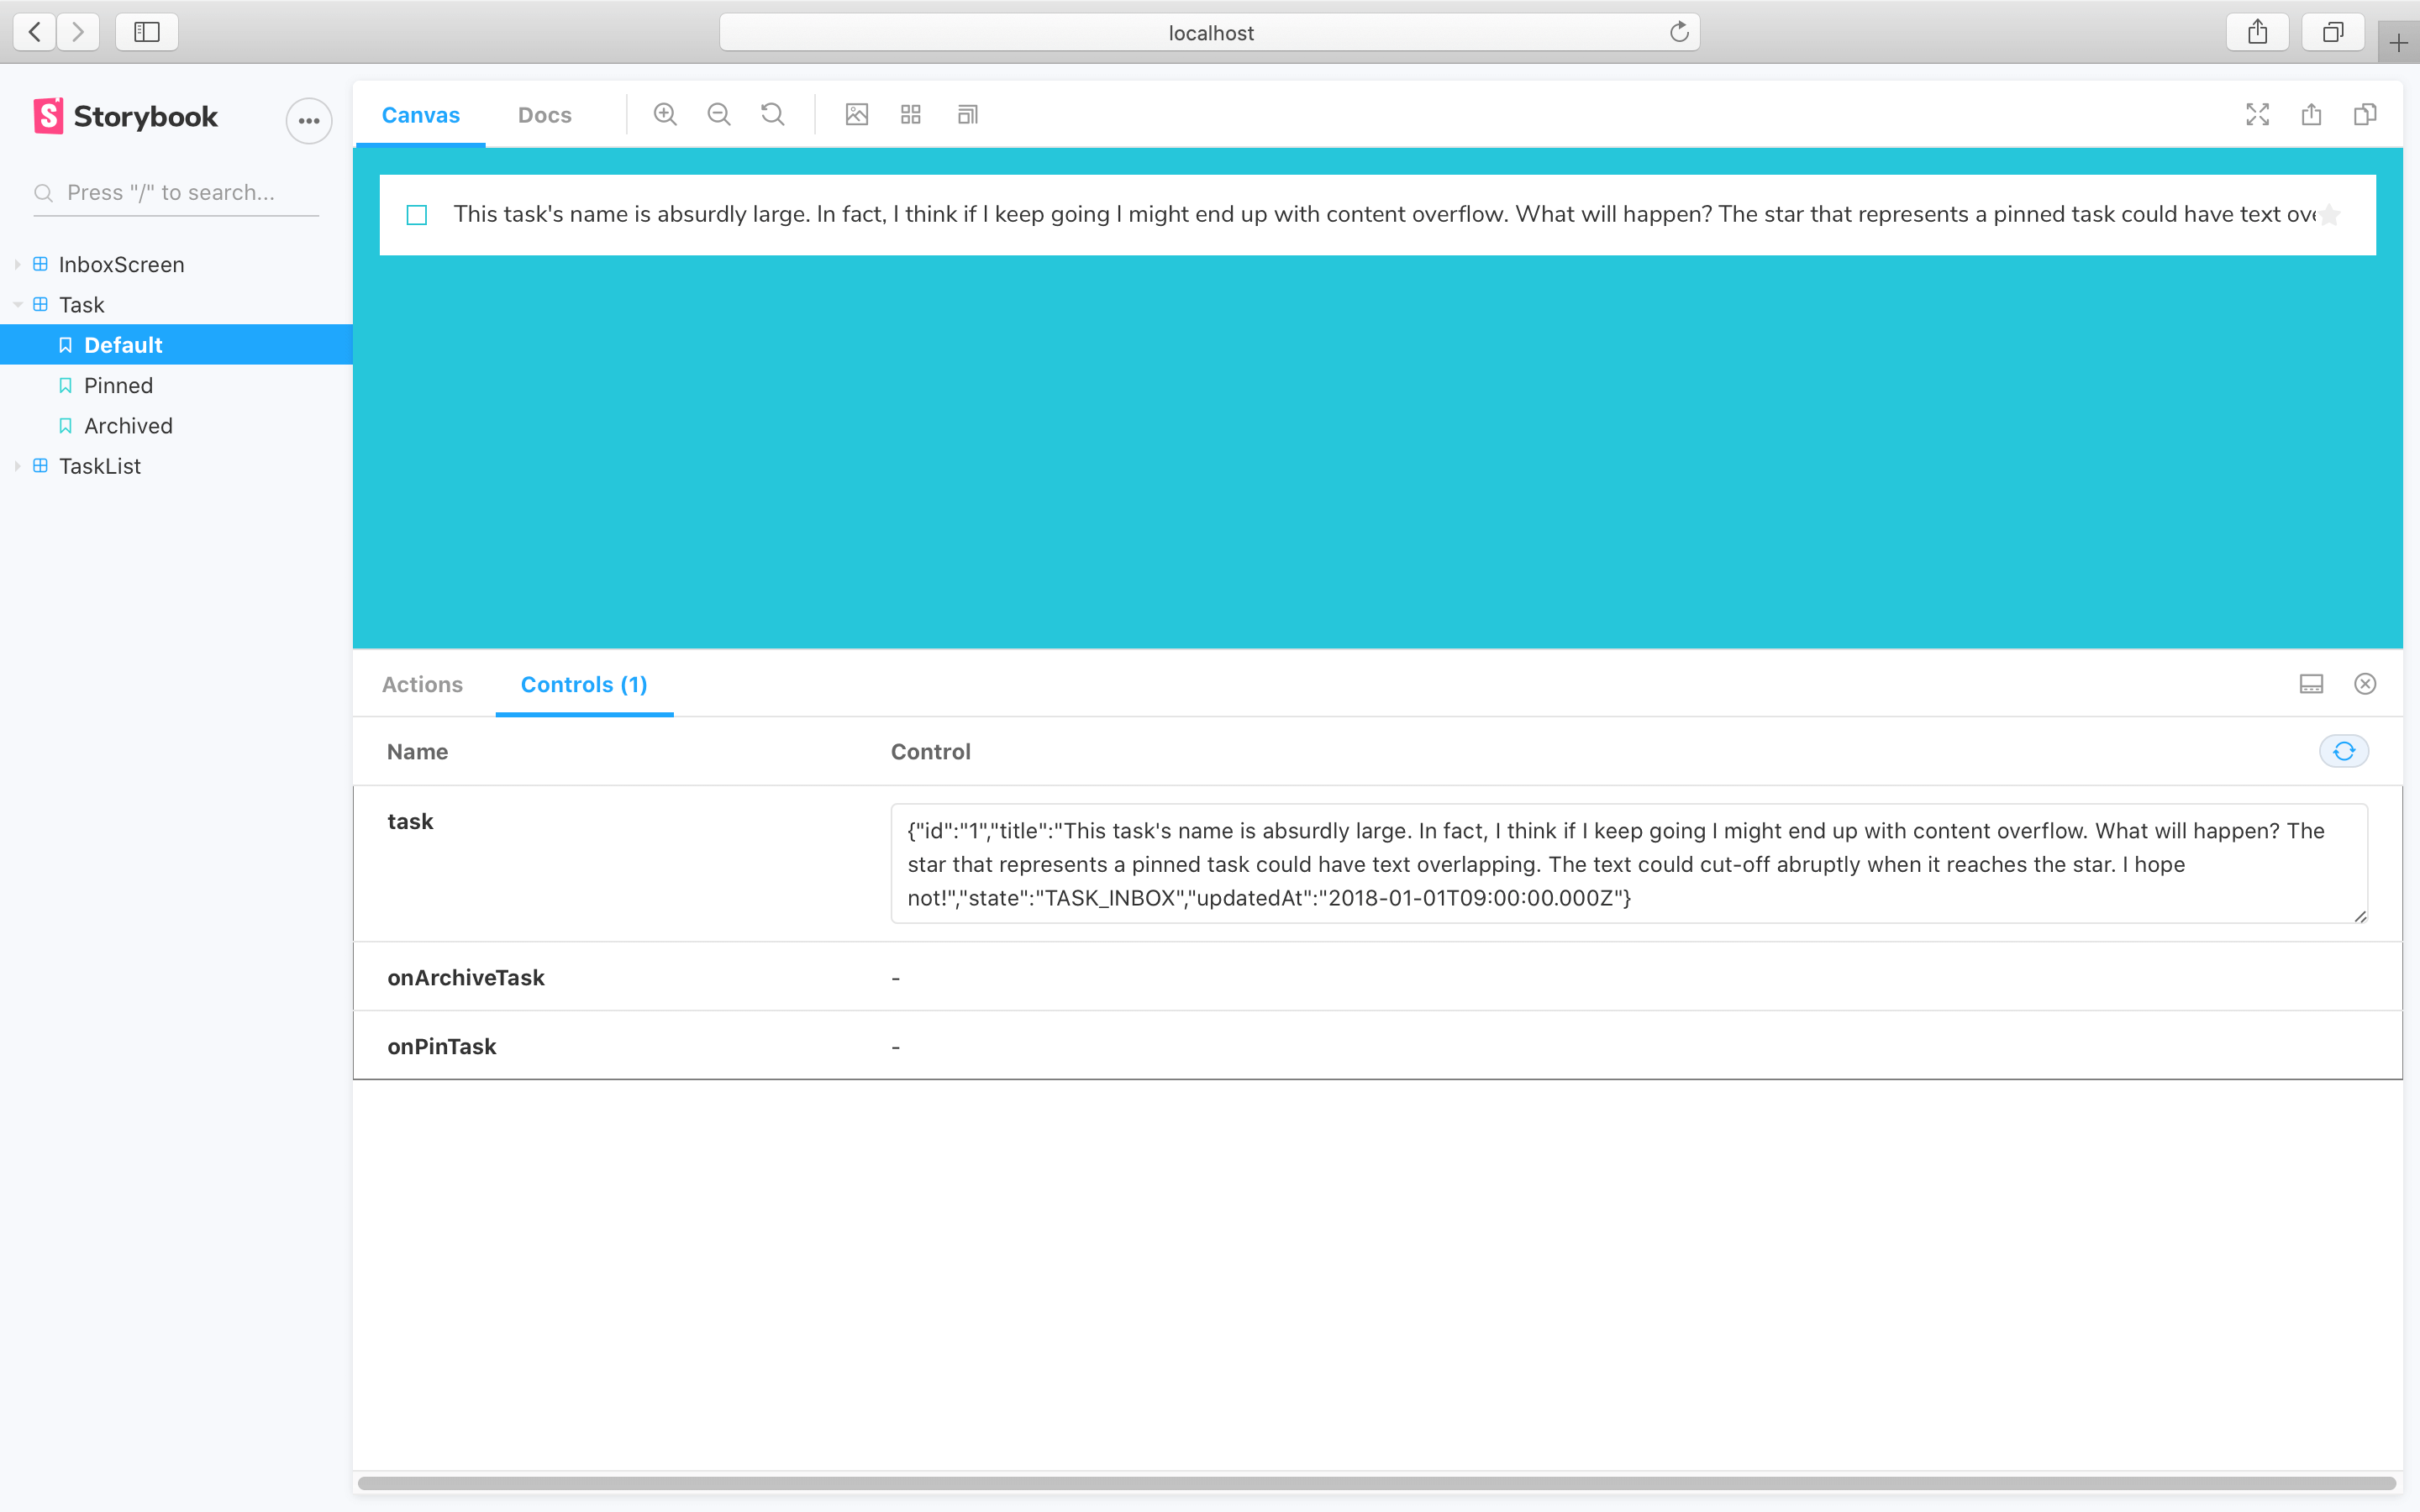 localhost
Storybook
Press "/" to search...
InboxScreen
Task
Default
Pinned
Archived
TaskList
Canvas
Docs
This task's name is absurdly large. In fact, I think if I keep going I might end up with content overflow. What will happen? The star that represents a pinned task could have text ove
Actions
Controls (1)
Name
Control
task
{"id":"1","title":"This task's name is absurdly large. In fact, I think if I keep going I might end up with content overflow. What will happen? The
star that represents a pinned task could have text overlapping. The text could cut-off abruptly when it reaches the star. I hope
not!","state":"TASK_INBOX","updatedAt":"2018-01-01T09:00:00.000Z"}
onArchiveTask
-
onPinTask
-